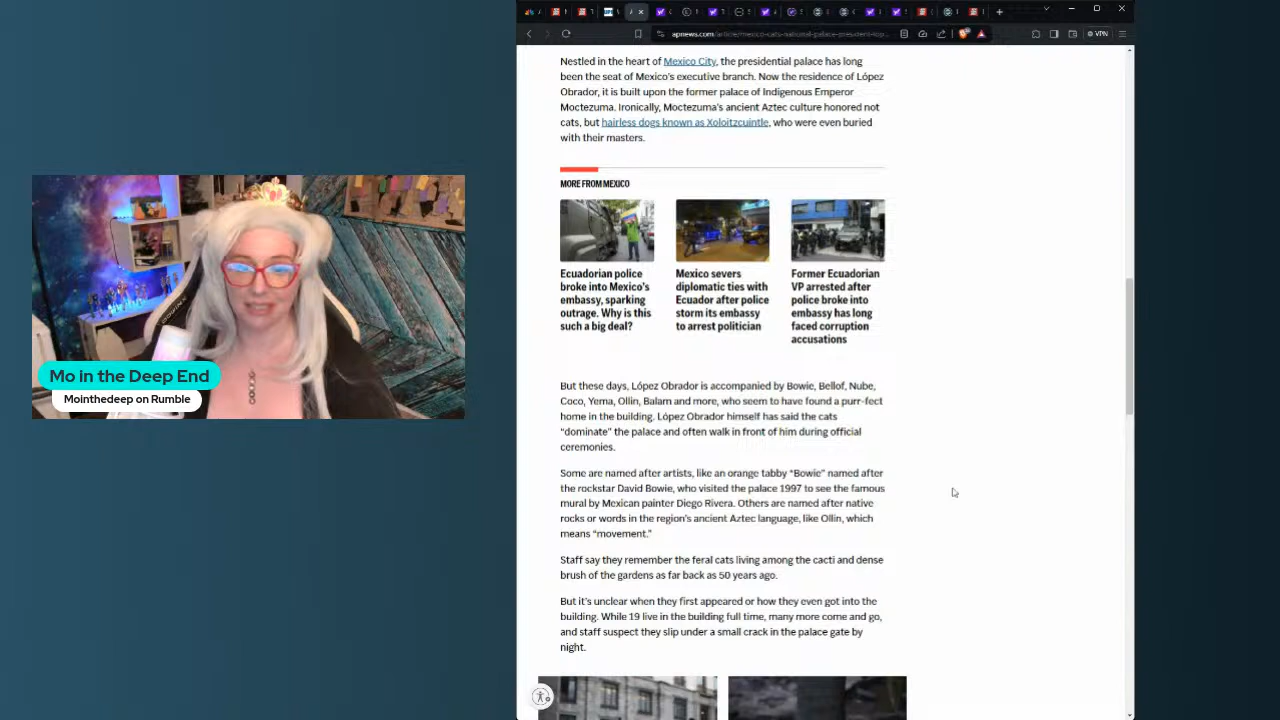 apnews.com/article/mexico-cats-national-palace-president-lop...
VPN
Nestled in the heart of Mexico City, the presidential palace has long
been the seat of Mexico's executive branch. Now the residence of López
Obrador, it is built upon the former palace of Indigenous Emperor
Moctezuma. Ironically, Moctezuma's ancient Aztec culture honored not
cats, but hairless dogs known as Xoloitzcuintle, who were even buried
with their masters.
MORE FROM MEXICO
Ecuadorian police
broke into Mexico's
embassy, sparking
outrage. Why is this
such a big deal?
Mexico severs
diplomatic ties with
Ecuador after police
storm its embassy
to arrest politician
Former Ecuadorian
VP arrested after
police broke into
embassy has long
faced corruption
accusations
But these days, López Obrador is accompanied by Bowie, Bellof, Nube,
Coco, Yema, Ollin, Balam and more, who seem to have found a purr-fect
home in the building. López Obrador himself has said the cats
“dominate” the palace and often walk in front of him during official
ceremonies.
Some are named after artists, like an orange tabby “Bowie” named after
the rockstar David Bowie, who visited the palace 1997 to see the famous
mural by Mexican painter Diego Rivera. Others are named after native
rocks or words in the region's ancient Aztec language, like Ollin, which
means “movement.”
Staff say they remember the feral cats living among the cacti and dense
brush of the gardens as far back as 50 years ago.
But it's unclear when they first appeared or how they even got into the
building. While 19 live in the building full time, many more come and go,
and staff suspect they slip under a small crack in the palace gate by
night.
Mo in the Deep End
Mointhedeep on Rumble